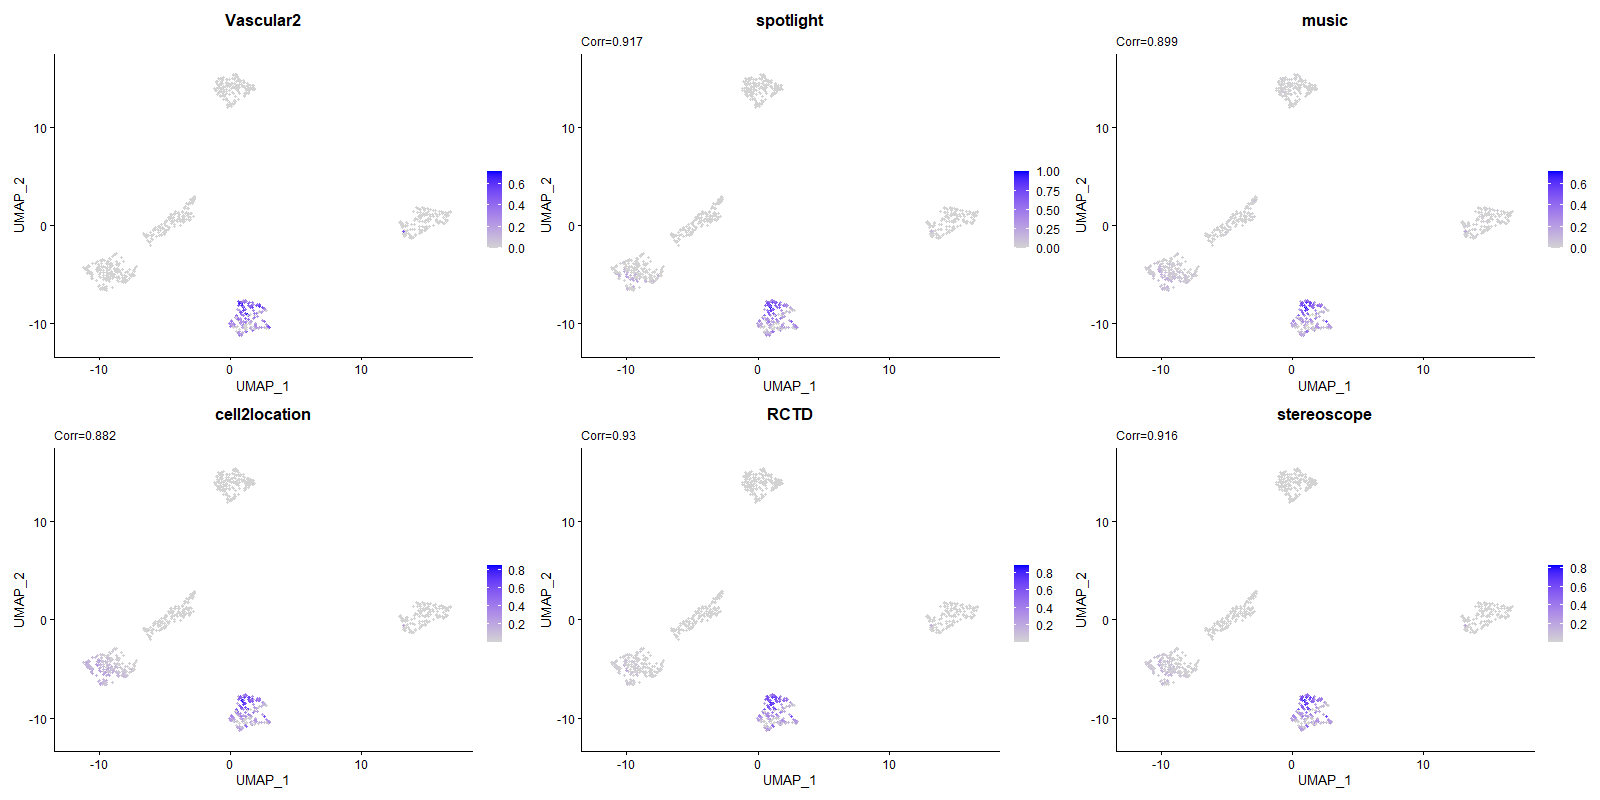 Vascular2
UMAP_2
10
0
-10
-10
0
10
UMAP_1
0.6
0.4
0.2
0.0
spotlight
Corr=0.917
UMAP_2
10
0
-10
-10
0
10
UMAP_1
1.00
0.75
0.50
0.25
0.00
music
Corr=0.899
UMAP_2
10
0
-10
-10
0
10
UMAP_1
0.6
0.4
0.2
0.0
cell2location
Corr=0.882
UMAP_2
10
0
-10
-10
0
10
UMAP_1
0.8
0.6
0.4
0.2
RCTD
Corr=0.93
UMAP_2
10
0
-10
-10
0
10
UMAP_1
0.8
0.6
0.4
0.2
stereoscope
Corr=0.916
UMAP_2
10
0
-10
-10
0
10
UMAP_1
0.8
0.6
0.4
0.2